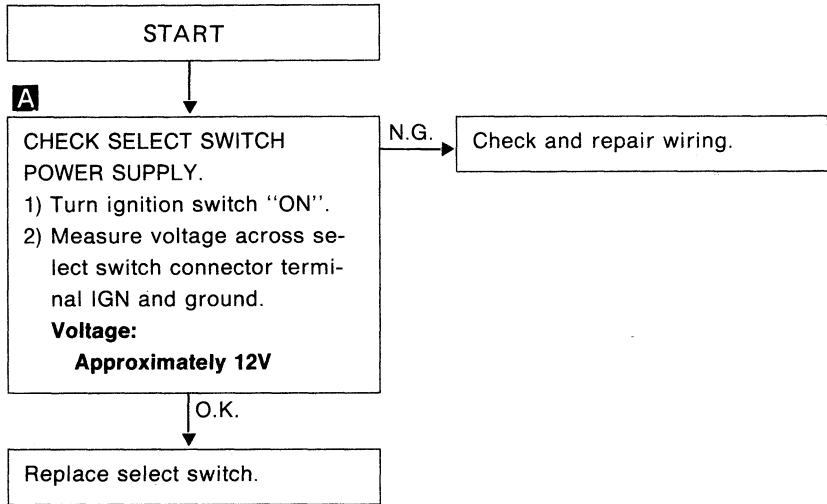 START
A
CHECK SELECT SWITCH
POWER SUPPLY.
1) Turn ignition switch "ON".
2) Measure voltage across se-
lect switch connector termi-
nal IGN and ground.
Voltage:
Approximately 12V
N.G.
Check and repair wiring.
O.K.
Replace select switch.